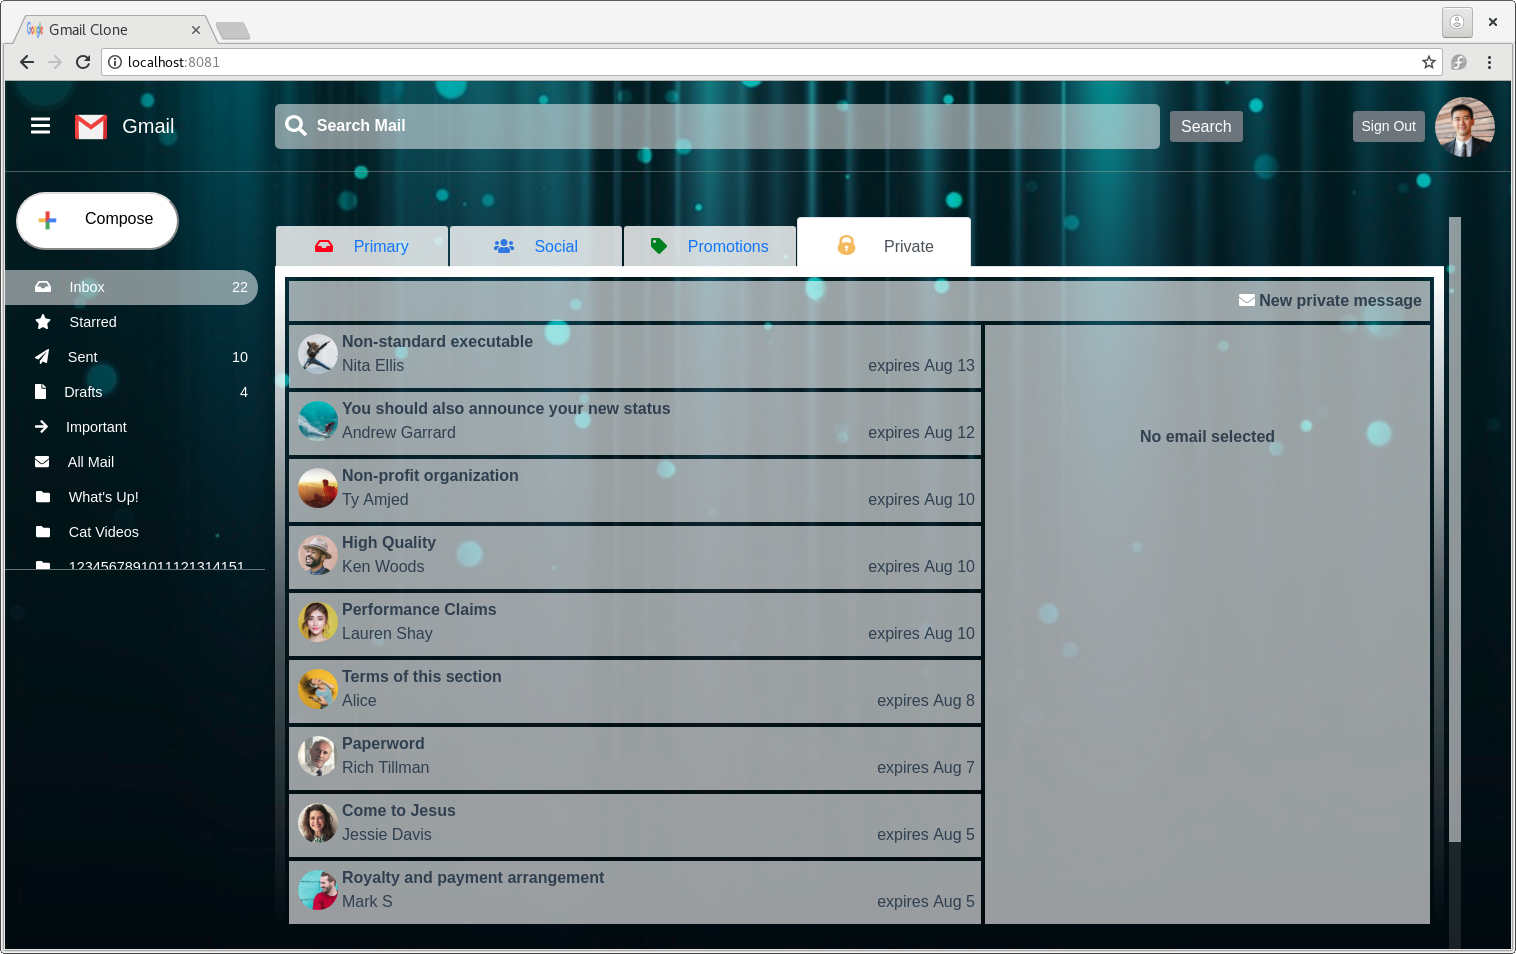 Gmail Clone
localhost:8081
Gmail
Search Mail
Search
Sign Out
Compose
Primary
Social
Promotions
Private
Inbox 22
Starred
Sent 10
Drafts 4
Important
All Mail
What's Up!
Cat Videos
1234567891011121314151
New private message
Non-standard executable
Nita Ellis expires Aug 13
You should also announce your new status
Andrew Garrard expires Aug 12
Non-profit organization
Ty Amjed expires Aug 10
High Quality
Ken Woods expires Aug 10
Performance Claims
Lauren Shay expires Aug 10
Terms of this section
Alice expires Aug 8
Paperword
Rich Tillman expires Aug 7
Come to Jesus
Jessie Davis expires Aug 5
Royalty and payment arrangement
Mark S expires Aug 5
No email selected